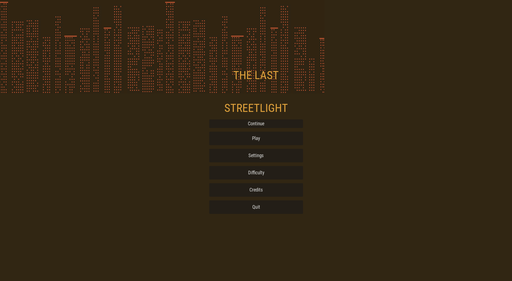 THE LAST
STREETLIGHT
Continue
Play
Settings
Difficulty
Credits
Quit